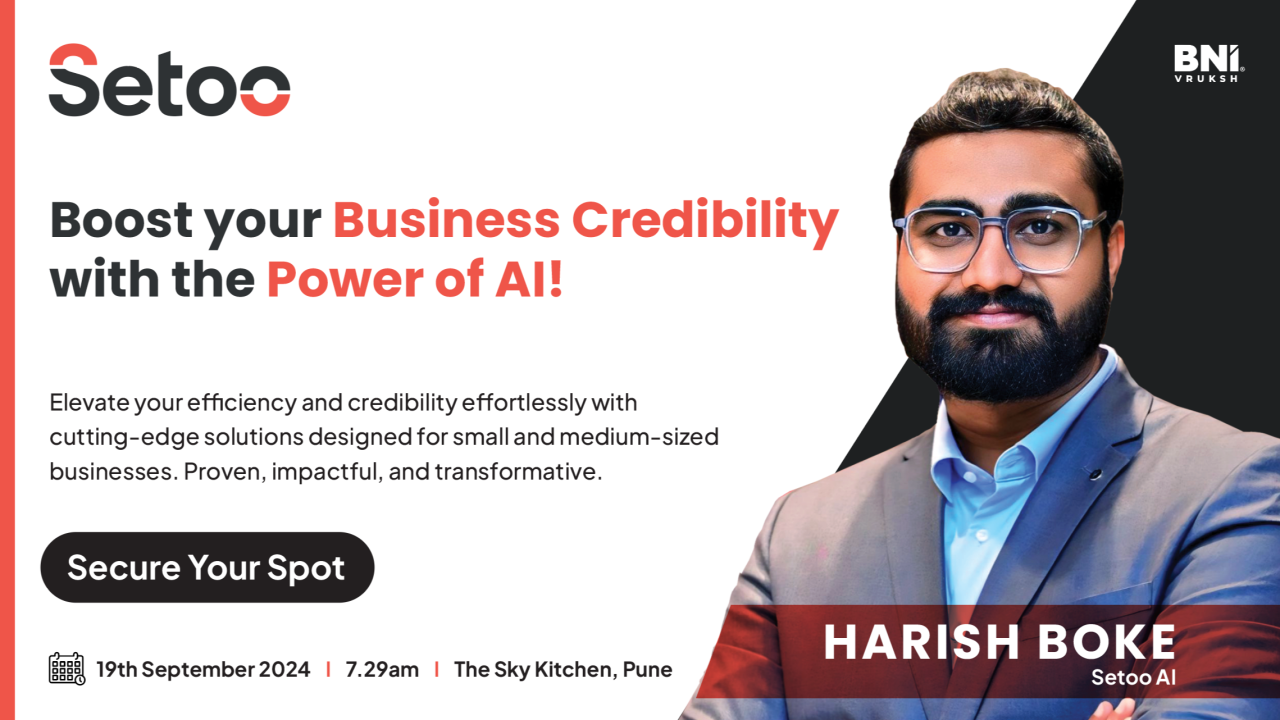 Setoo
BNI®
VRUKSH
Boost your Business Credibility
with the Power of AI!
Elevate your efficiency and credibility effortlessly with
cutting-edge solutions designed for small and medium-sized
businesses. Proven, impactful, and transformative.
Secure Your Spot
19th September 2024 | 7.29am | The Sky Kitchen, Pune
HARISH BOKE
Setoo AI